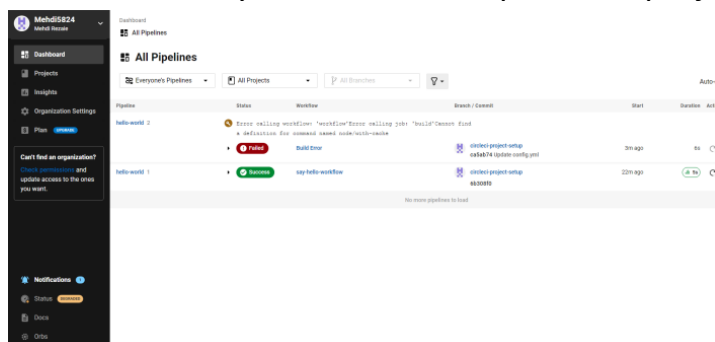 Mehdi5824
Mehdi Rezaie
Dashboard
All Pipelines
Dashboard
Projects
Insights
Organization Settings
Plan UPGRADE
Can't find an organization?
Check permissions and
update access to the ones
you want.
Notifications
Status
Docs
Orbs
All Pipelines
Everyone's Pipelines
All Projects
All Branches
Auto-
Pipeline Status Workflow Branch / Commit Start Duration Act
hello-world 2
Error calling workflow: 'workflow'Error calling job: 'build'Cannot find
a definition for command named node/with-cache
Failed Build Error circleci-project-setup 3m ago
ca5ab74 Update config.yml
hello-world 1 Success say-hello-workflow circleci-project-setup 22m ago
No more pipelines to load